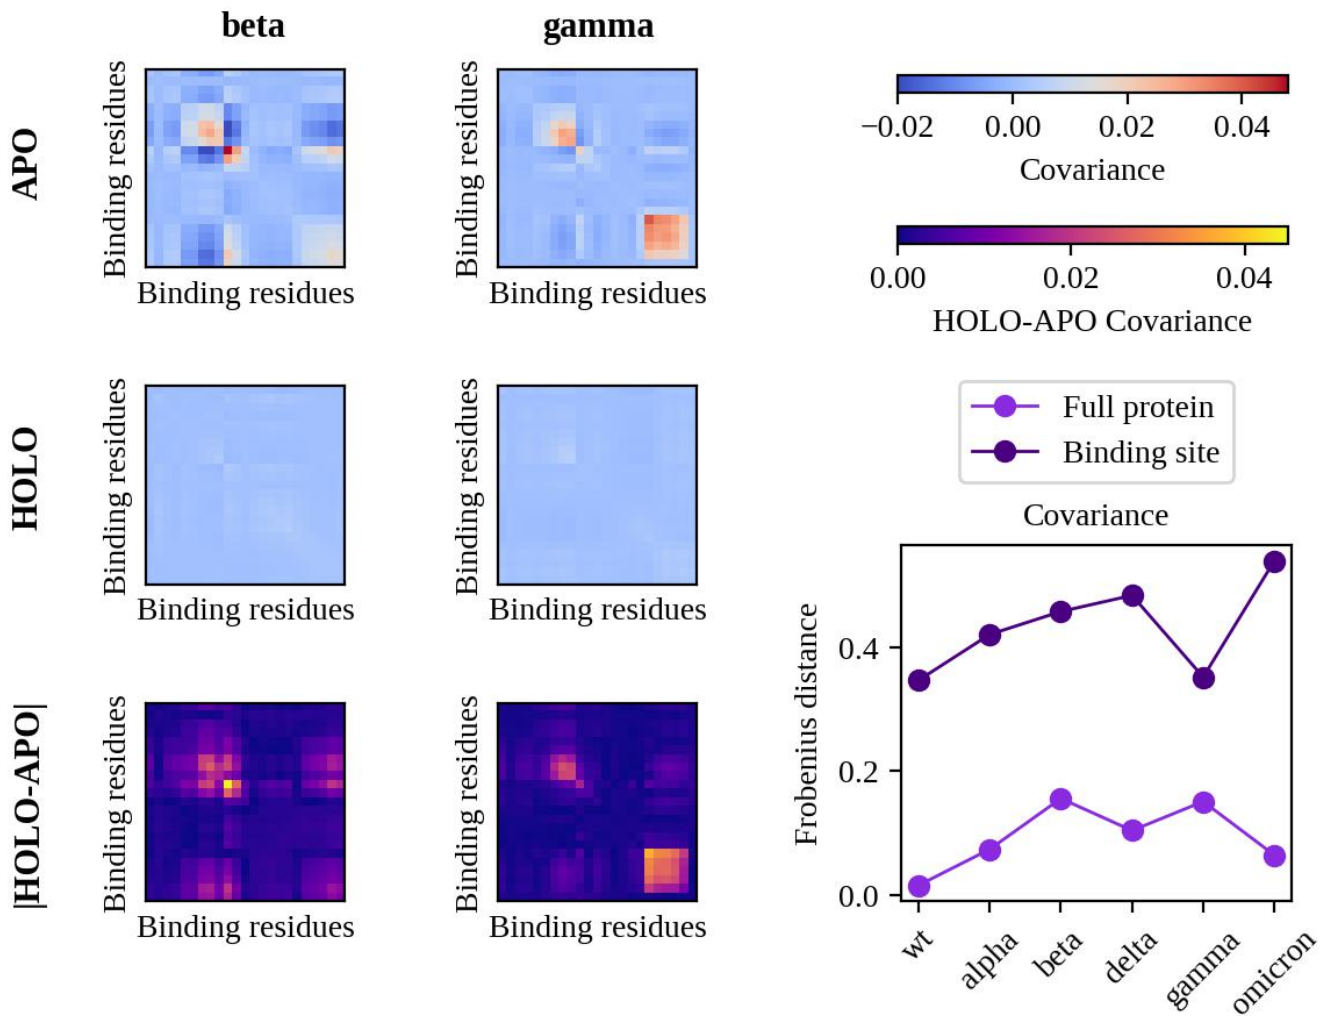 beta
gamma
APO
Binding residues
Binding residues
Binding residues
Binding residues
−0.02
0.00
0.02
0.04
Covariance
0.00
0.02
0.04
HOLO-APO Covariance
HOLO
Binding residues
Binding residues
Binding residues
Binding residues
Full protein
Binding site
|HOLO-APO|
Binding residues
Binding residues
Binding residues
Binding residues
Covariance
Frobenius distance
0.4
0.2
0.0
wt
alpha
beta
delta
gamma
omicron